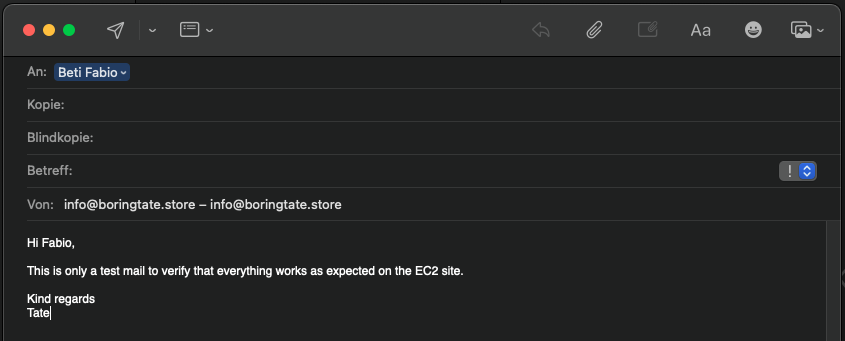 Aa
An: Beti Fabio
Kopie:
Blindkopie:
Betreff:
!
Von: info@boringtate.store – info@boringtate.store
Hi Fabio,
This is only a test mail to verify that everything works as expected on the EC2 site.
Kind regards
Tate